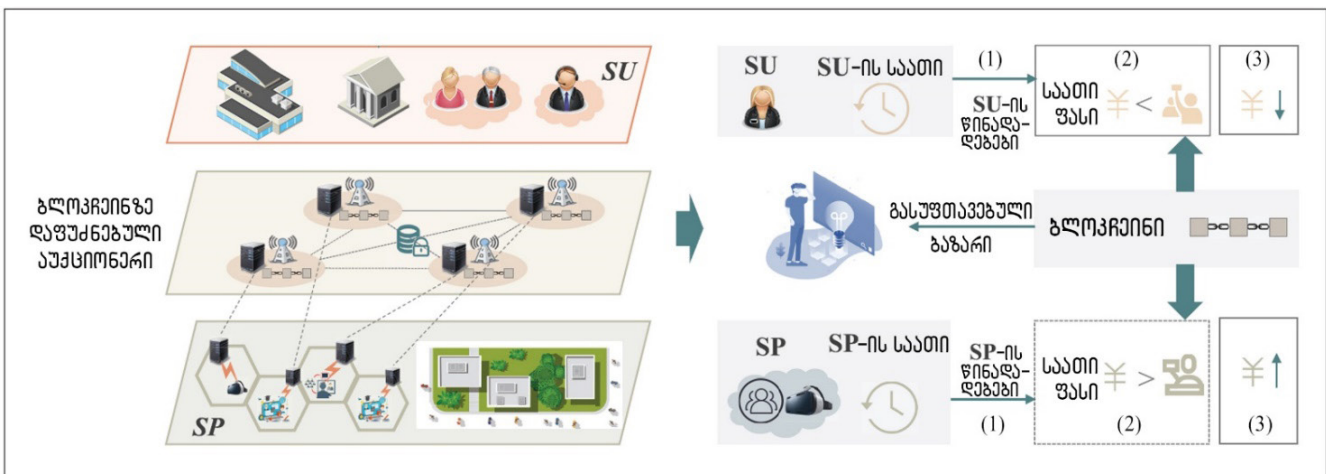 SU
ბლოკჩეინზე
დაფუძნებული
აუქციონერი
SP
SU
SU-ის საათი
(1)
SU-ის
წინადა-
დებები
(2)
საათი
ფასი
¥ <
(3)
¥ ↓
გასუფთავებული
ბაზარი
ბლოკჩეინი
SP
SP-ის საათი
SP-ის
წინადა-
დებები
(1)
საათი
ფასი
¥ >
(2)
¥ ↑
(3)